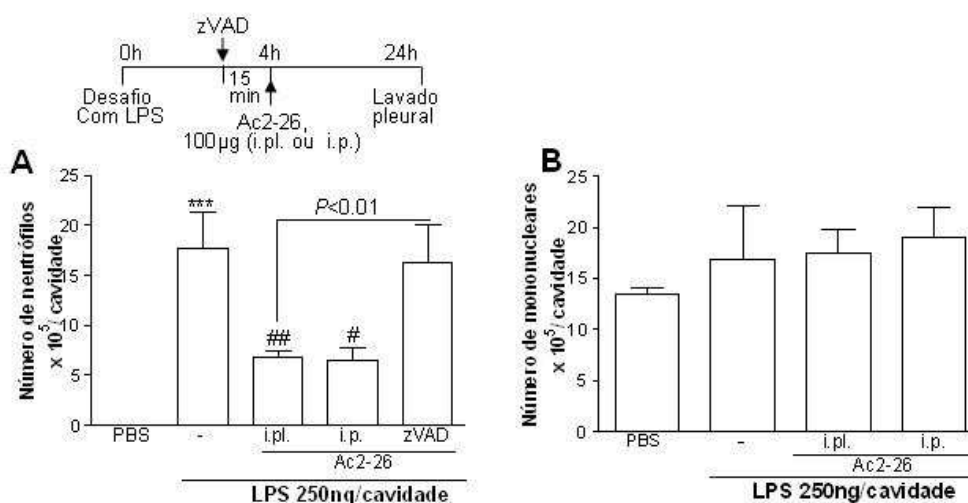 zVAD
0h 4h 24h
15
min
Desafio
Com LPS
Lavado
pleural
Ac2-26,
100µg (i.pl. ou i.p.)
A
Número de neutrófilos
x 10⁵/ cavidade
25
20
15
10
5
0
***
P<0.01
##
#
PBS - i.pl. i.p. zVAD
Ac2-26
LPS 250ng/cavidade
B
Número de mononucleares
x 10⁵/ cavidade
25
20
15
10
5
0
PBS - i.pl. i.p.
Ac2-26
LPS 250ng/cavidade